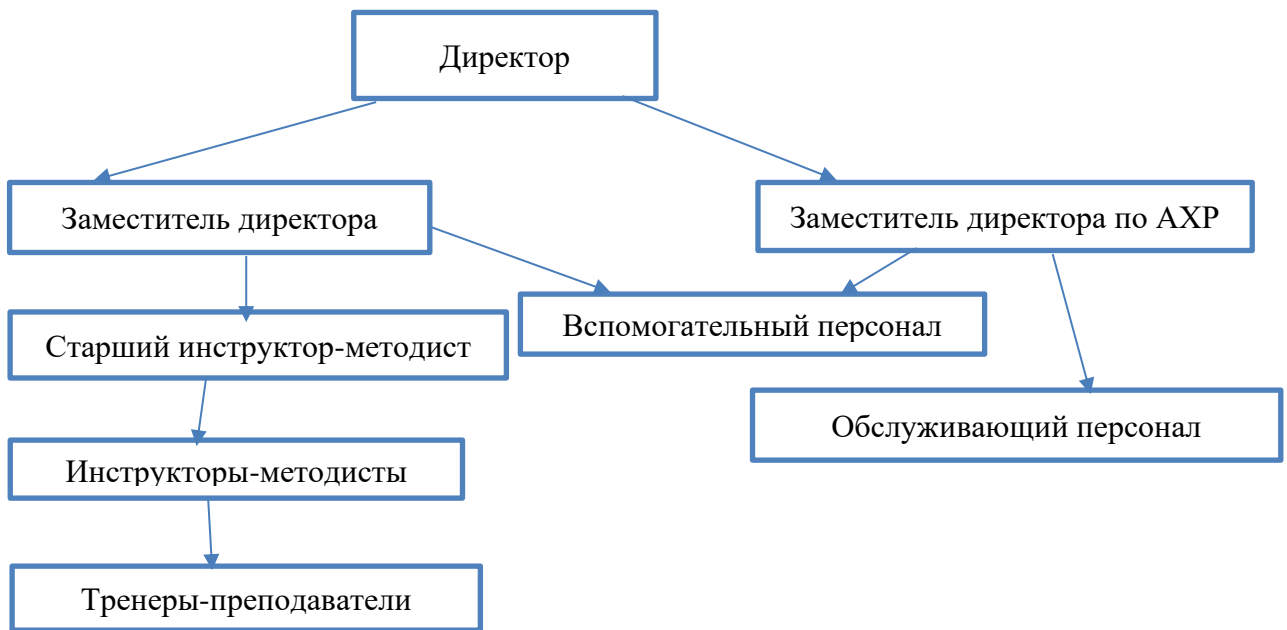 Директор
Заместитель директора
Заместитель директора по АХР
Вспомогательный персонал
Старший инструктор-методист
Обслуживающий персонал
Инструкторы-методисты
Тренеры-преподаватели